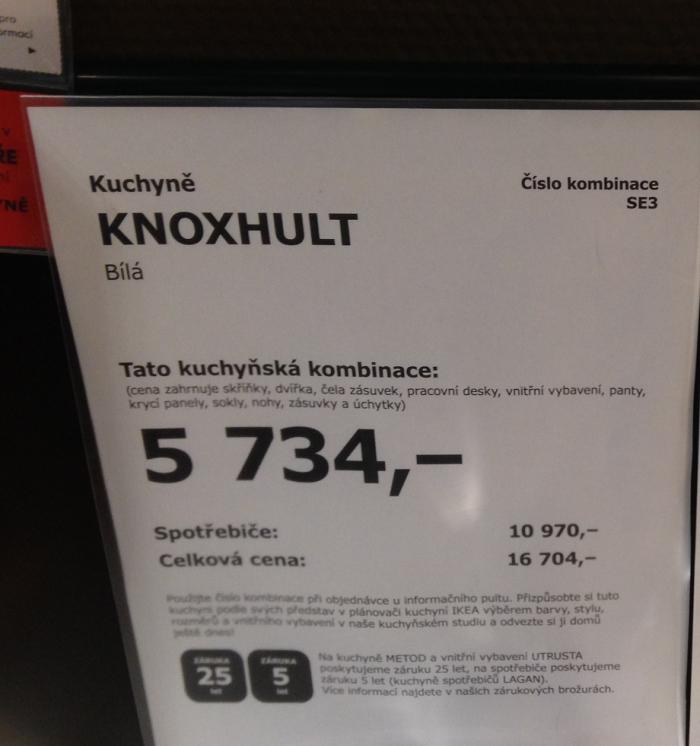 pro
ormací
v
ŘE
ní
YNĚ
Kuchyně
Číslo kombinace
SE3
KNOXHULT
Bílá
Tato kuchyňská kombinace:
(cena zahrnuje skříňky, dvířka, čela zásuvek, pracovní desky, vnitřní vybavení, panty,
krycí panely, sokly, nohy, zásuvky a úchytky)
5 734,–
Spotřebiče: 10 970,–
Celková cena: 16 704,–
Použijte číslo kombinace při objednávce u informačního pultu. Přizpůsobte si tuto
kuchyni podle svých představ v plánovači kuchyní IKEA výběrem barvy, stylu,
rozměrů a vnitřního vybavení v naše kuchyňském studiu a odvezte si ji domů
ještě dnes!
ZÁRUKA
25
let
ZÁRUKA
5
let
Na kuchyně METOD a vnitřní vybavení UTRUSTA
poskytujeme záruku 25 let, na spotřebiče poskytujeme
záruku 5 let (kuchyně spotřebičů LAGAN).
Více informací najdete v našich zárukových brožurách.